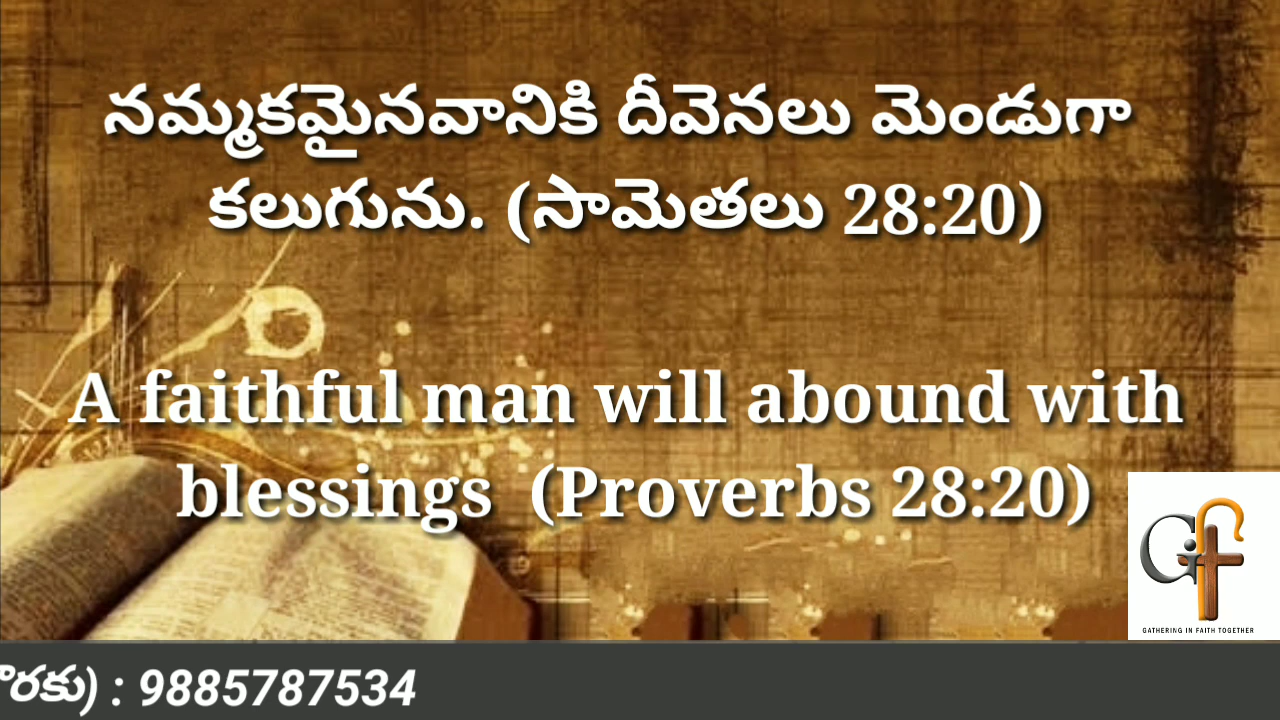 నమ్మకమైనవానికి దీవెనలు మెండుగా
కలుగును. (సామెతలు 28:20)
A faithful man will abound with
blessings (Proverbs 28:20)
Gf
GATHERING IN FAITH TOGETHER
) : 9885787534